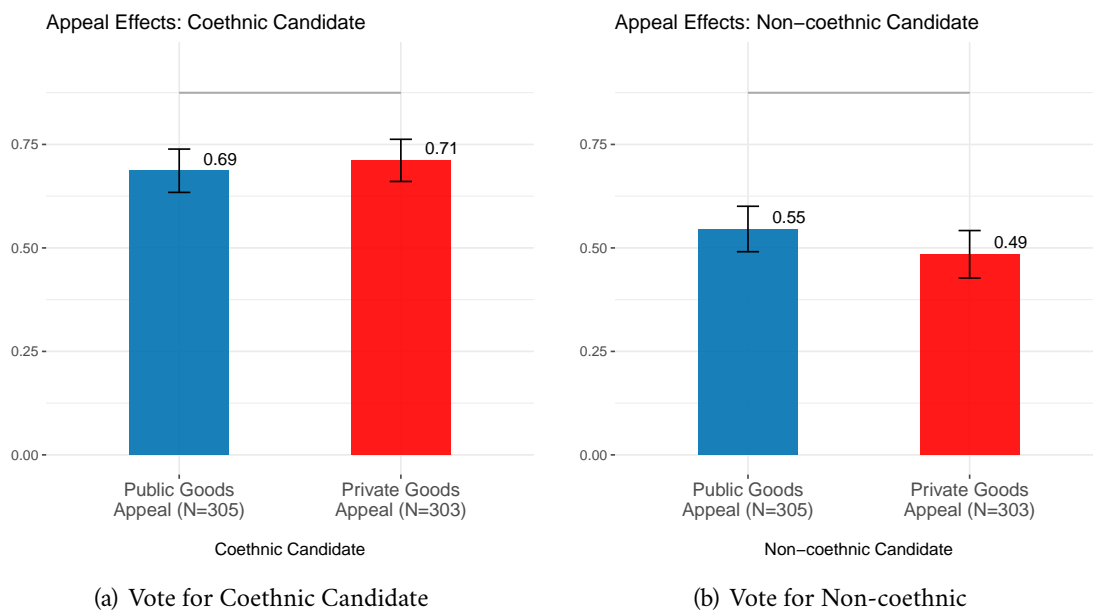 Appeal Effects: Coethnic Candidate
0.75
0.50
0.25
0.00
0.69
0.71
Public Goods
Appeal (N=305)
Private Goods
Appeal (N=303)
Coethnic Candidate
(a) Vote for Coethnic Candidate
Appeal Effects: Non−coethnic Candidate
0.75
0.50
0.25
0.00
0.55
0.49
Public Goods
Appeal (N=305)
Private Goods
Appeal (N=303)
Non−coethnic Candidate
(b) Vote for Non-coethnic